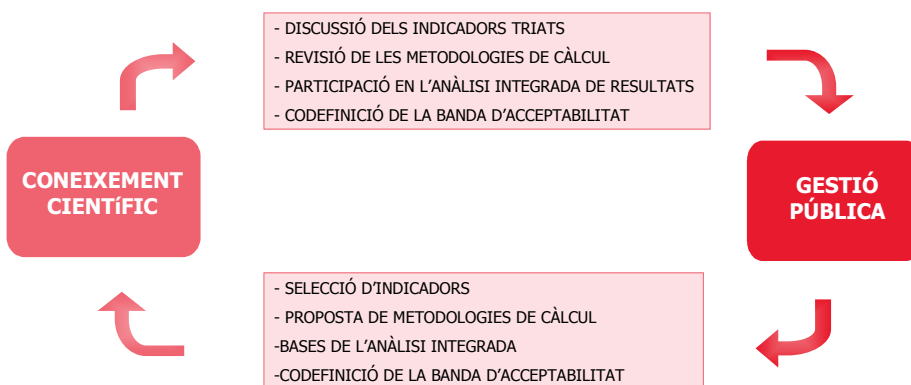 - DISCUSSIÓ DELS INDICADORS TRIATS
- REVISIÓ DE LES METODOLOGIES DE CÀLCUL
- PARTICIPACIÓ EN L'ANÀLISI INTEGRADA DE RESULTATS
- CODEFINICIÓ DE LA BANDA D'ACCEPTABILITAT
CONEIXEMENT
CIENTíFIC
GESTIÓ
PÚBLICA
- SELECCIÓ D'INDICADORS
- PROPOSTA DE METODOLOGIES DE CÀLCUL
-BASES DE L'ANÀLISI INTEGRADA
-CODEFINICIÓ DE LA BANDA D'ACCEPTABILITAT